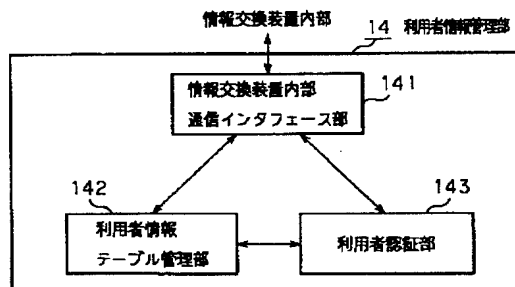 情報交換装置内部
14 利用者情報管理部
情報交換装置内部
通信インタフェース部
141
142
利用者情報
テーブル管理部
143
利用者認証部